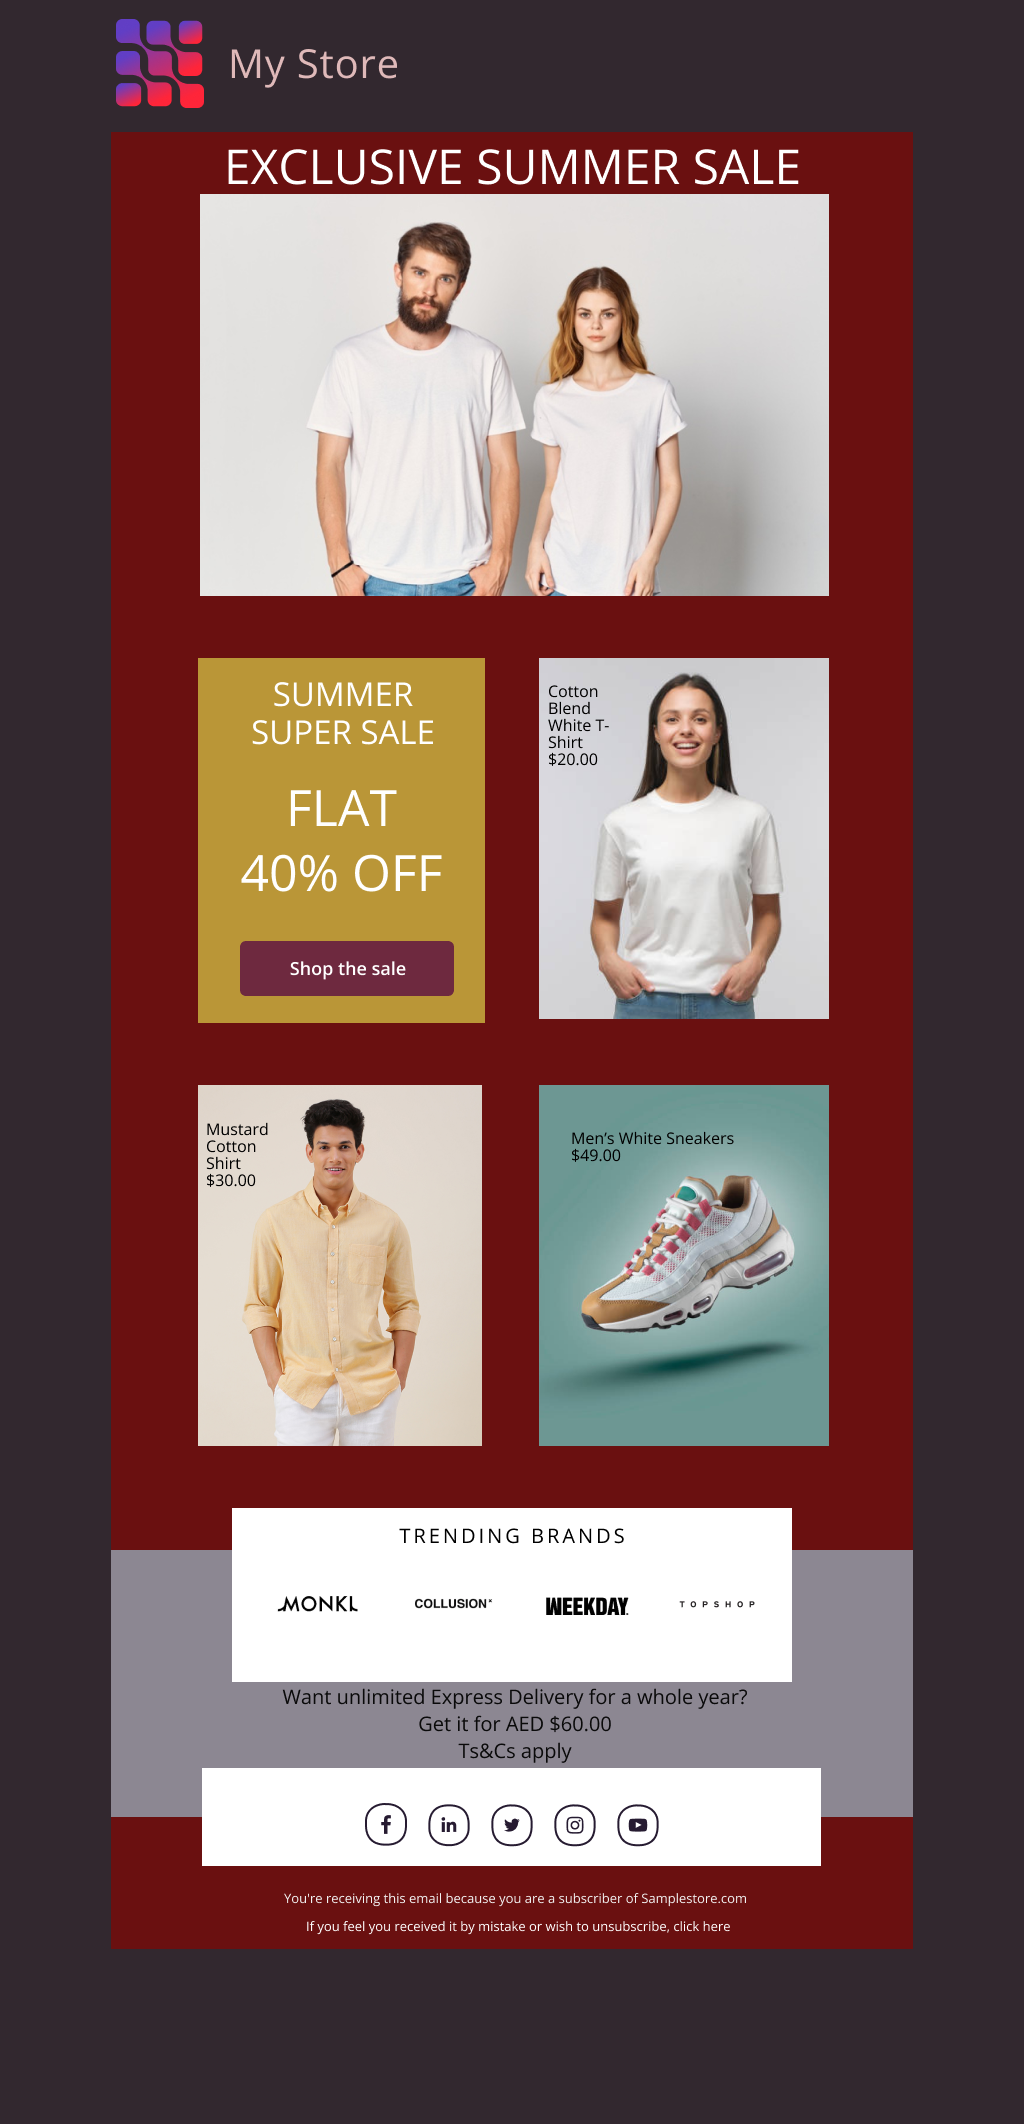 My Store
EXCLUSIVE SUMMER SALE
SUMMER
SUPER SALE
FLAT
40% OFF
Shop the sale
Cotton
Blend
White T-
Shirt
$20.00
Mustard
Cotton
Shirt
$30.00
Men’s White Sneakers
$49.00
TRENDING BRANDS
MONKI
COLLUSION×
WEEKDAY.
TOPSHOP
Want unlimited Express Delivery for a whole year?
Get it for AED $60.00
Ts&Cs apply
f
in
You're receiving this email because you are a subscriber of Samplestore.com
If you feel you received it by mistake or wish to unsubscribe, click here